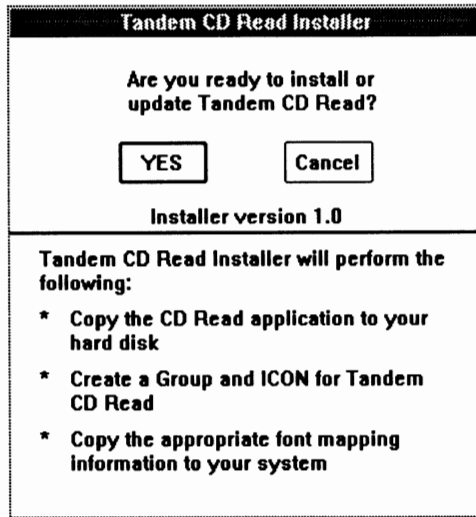 Tandem CD Read Installer
Are you ready to install or
update Tandem CD Read?
YES Cancel
Installer version 1.0
Tandem CD Read Installer will perform the
following:
* Copy the CD Read application to your
hard disk
* Create a Group and ICON for Tandem
CD Read
* Copy the appropriate font mapping
information to your system